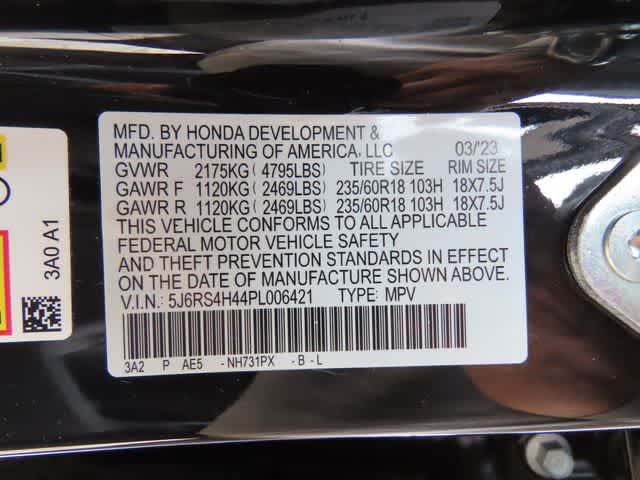 MFD. BY HONDA DEVELOPMENT &
MANUFACTURING OF AMERICA, LLC 03/'23
GVWR 2175KG (4795LBS) TIRE SIZE RIM SIZE
GAWR F 1120KG (2469LBS) 235/60R18 103H 18X7.5J
GAWR R 1120KG (2469LBS) 235/60R18 103H 18X7.5J
THIS VEHICLE CONFORMS TO ALL APPLICABLE
FEDERAL MOTOR VEHICLE SAFETY
AND THEFT PREVENTION STANDARDS IN EFFECT
ON THE DATE OF MANUFACTURE SHOWN ABOVE.
V.I.N.: 5J6RS4H44PL006421 TYPE: MPV
3A2 P AE5 -NH731PX -B-L
3A0 A1